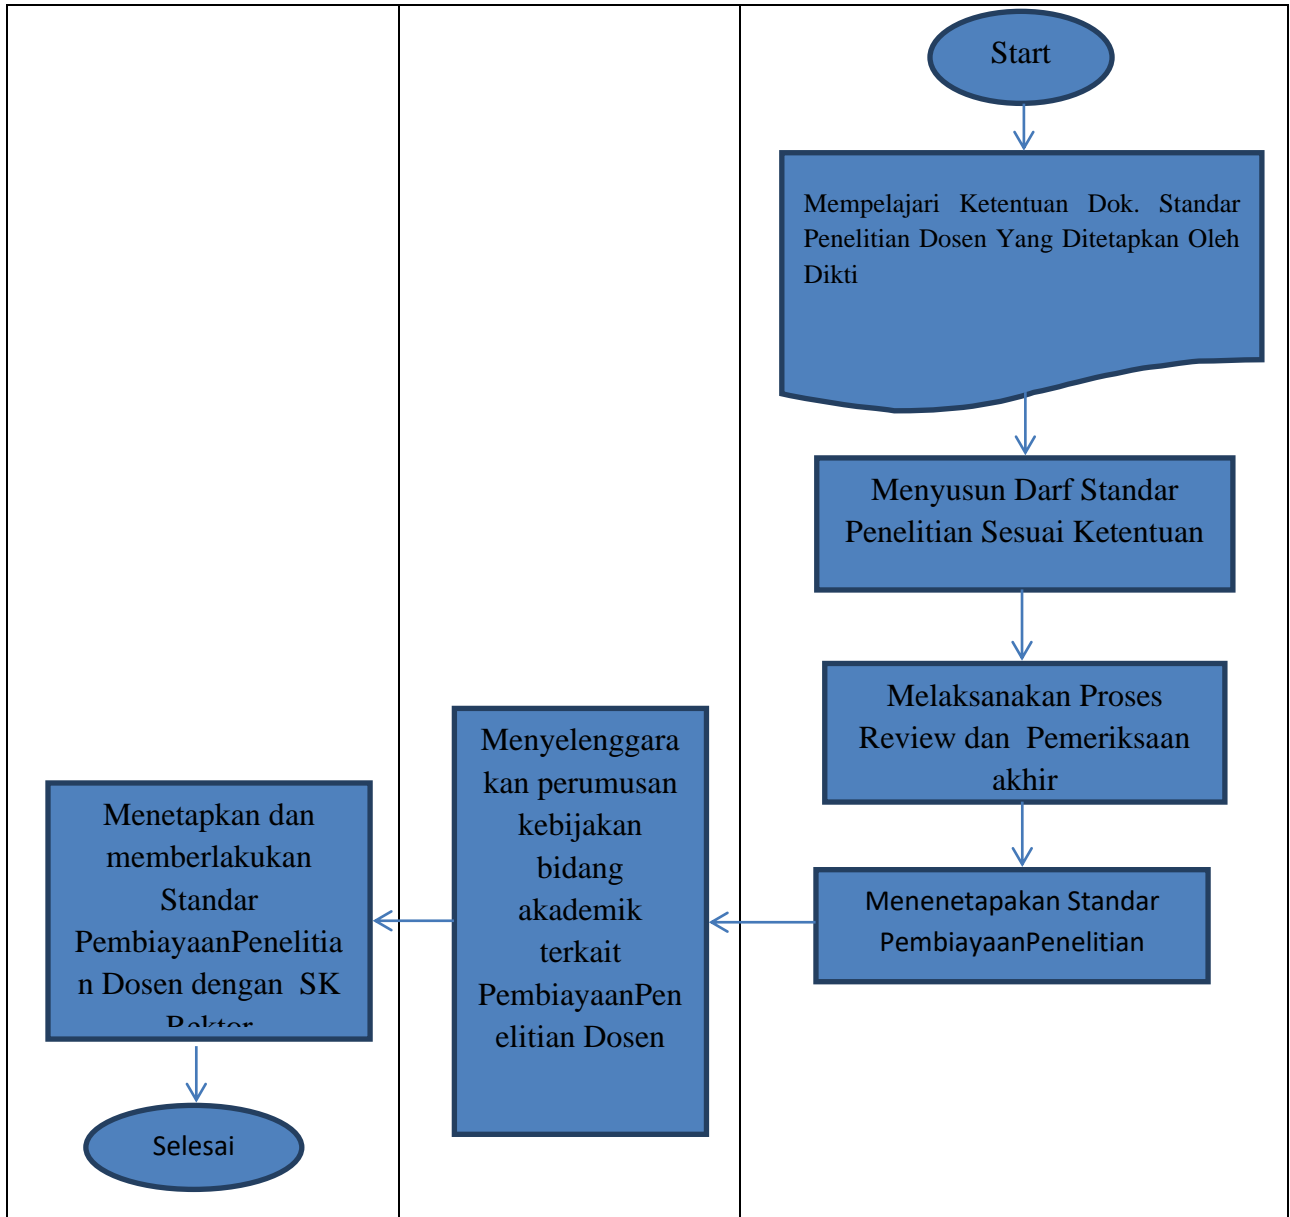 Start
Mempelajari Ketentuan Dok. Standar
Penelitian Dosen Yang Ditetapkan Oleh
Dikti
Menyusun Darf Standar
Penelitian Sesuai Ketentuan
Melaksanakan Proses
Review dan Pemeriksaan
akhir
Menenetapakan Standar
PembiayaanPenelitian
Menyelenggara
kan perumusan
kebijakan
bidang
akademik
terkait
PembiayaanPen
elitian Dosen
Menetapkan dan
memberlakukan
Standar
PembiayaanPenelitia
n Dosen dengan SK
Rektor
Selesai